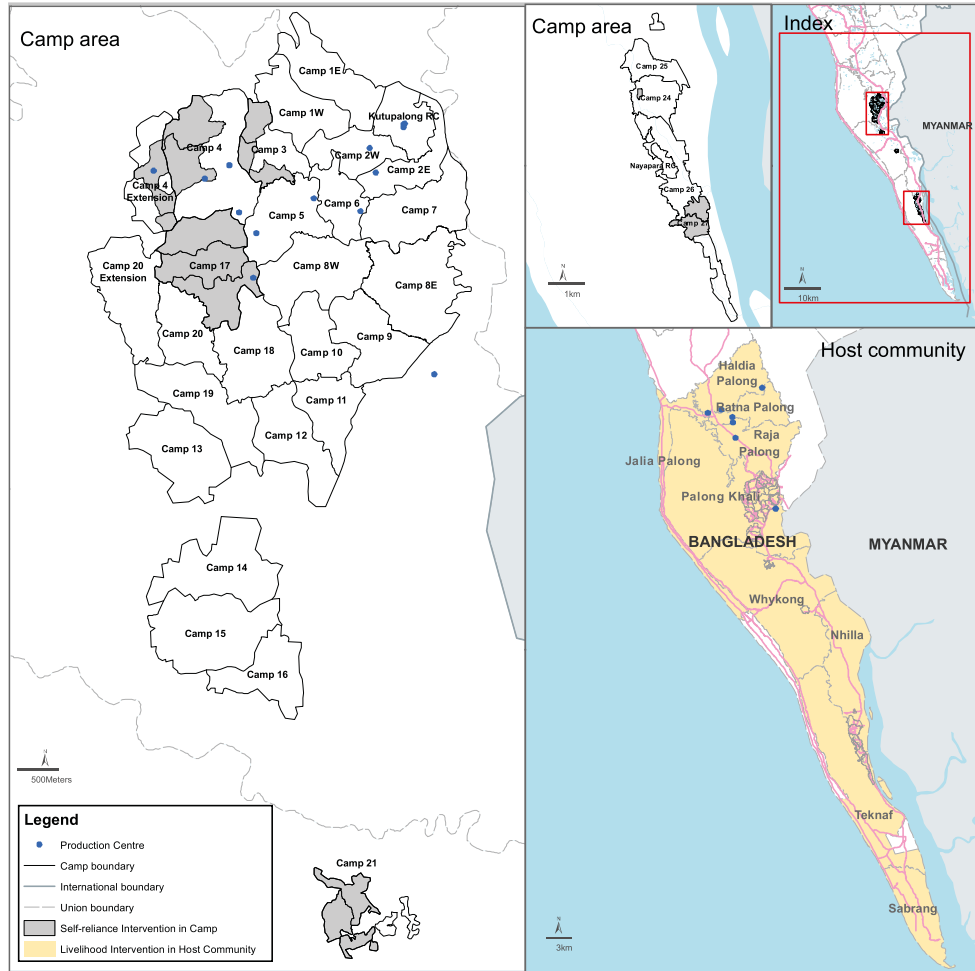 Camp area
Camp 1E
Camp 1W
Kutupalong RC
Camp 4
Camp 3
Camp 2W
Camp 2E
Camp 4
Extension
Camp 5
Camp 6
Camp 7
Camp 20
Extension
Camp 17
Camp 8W
Camp 8E
Camp 20
Camp 18
Camp 10
Camp 9
Camp 19
Camp 11
Camp 13
Camp 12
Camp 14
Camp 15
Camp 16
N
500Meters
Legend
Production Centre
Camp boundary
International boundary
Union boundary
Self-reliance Intervention in Camp
Livelihood Intervention in Host Community
Camp 21
Camp area
Camp 25
Camp 24
Nayapara RC
Camp 26
Camp 27
N
1km
Index
MYANMAR
N
10km
Host community
Haldia
Palong
Ratna Palong
Raja
Palong
Jalia Palong
Palong Khali
BANGLADESH
MYANMAR
Whykong
Nhilla
Teknaf
Sabrang
N
3km